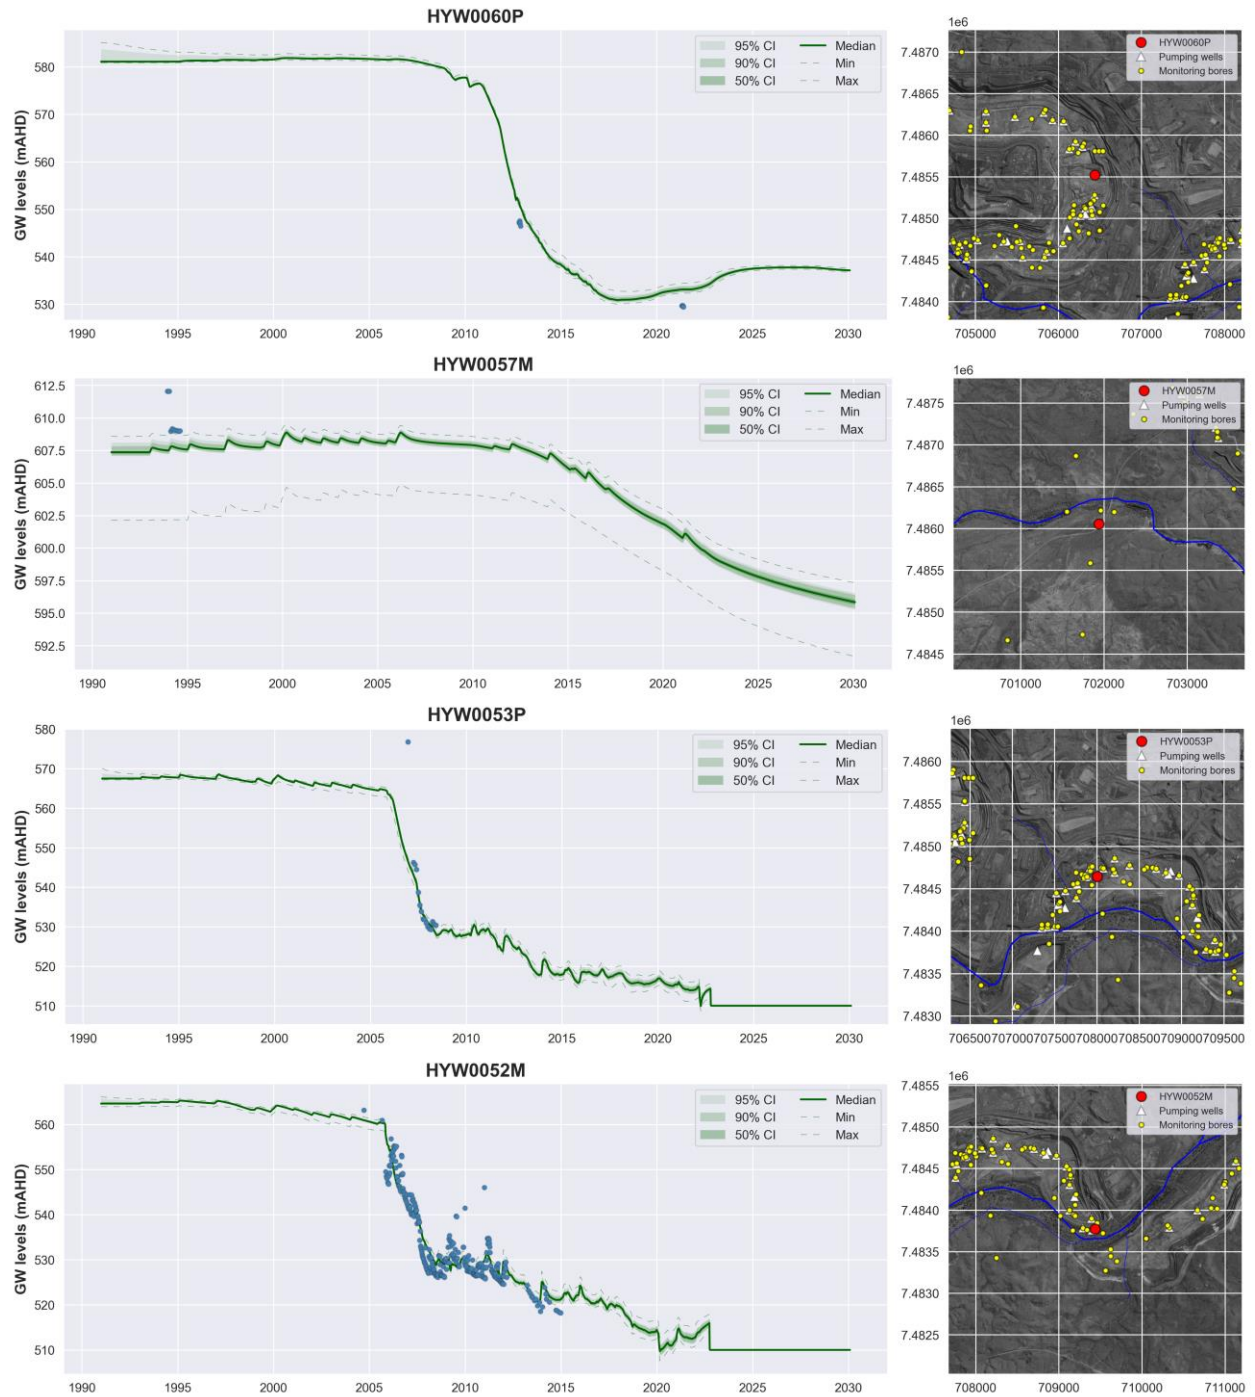 HYW0060P
GW levels (mAHD)
580
570
560
550
540
530
1990 1995 2000 2005 2010 2015 2020 2025 2030
95% CI Median
90% CI Min
50% CI Max
1e6
7.4870
7.4865
7.4860
7.4855
7.4850
7.4845
7.4840
705000 706000 707000 708000
HYW0060P
Pumping wells
Monitoring bores
HYW0057M
GW levels (mAHD)
612.5
610.0
607.5
605.0
602.5
600.0
597.5
595.0
592.5
1990 1995 2000 2005 2010 2015 2020 2025 2030
95% CI Median
90% CI Min
50% CI Max
1e6
7.4875
7.4870
7.4865
7.4860
7.4855
7.4850
7.4845
701000 702000 703000
HYW0057M
Pumping wells
Monitoring bores
HYW0053P
GW levels (mAHD)
580
570
560
550
540
530
520
510
1990 1995 2000 2005 2010 2015 2020 2025 2030
95% CI Median
90% CI Min
50% CI Max
1e6
7.4860
7.4855
7.4850
7.4845
7.4840
7.4835
7.4830
706500 707000 707500 708000 708500 709000 709500
HYW0053P
Pumping wells
Monitoring bores
HYW0052M
GW levels (mAHD)
560
550
540
530
520
510
1990 1995 2000 2005 2010 2015 2020 2025 2030
95% CI Median
90% CI Min
50% CI Max
1e6
7.4855
7.4850
7.4845
7.4840
7.4835
7.4830
7.4825
708000 709000 710000 711000
HYW0052M
Pumping wells
Monitoring bores